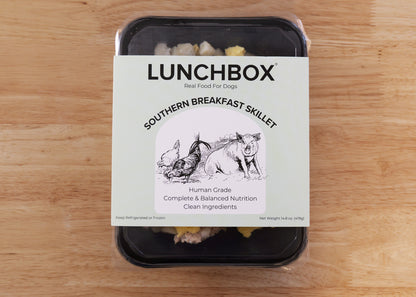 LUNCHBOX®
Real Food For Dogs
SOUTHERN BREAKFAST SKILLET
Human Grade
Complete & Balanced Nutrition
Clean Ingredients
Keep Refrigerated or Frozen
Net Weight 14.8 oz. (419g)